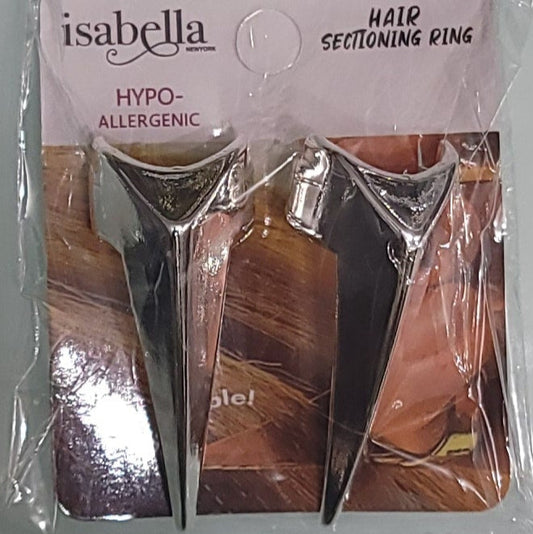 isabella
NEWYORK
HAIR
SECTIONING RING
HYPO-
ALLERGENIC